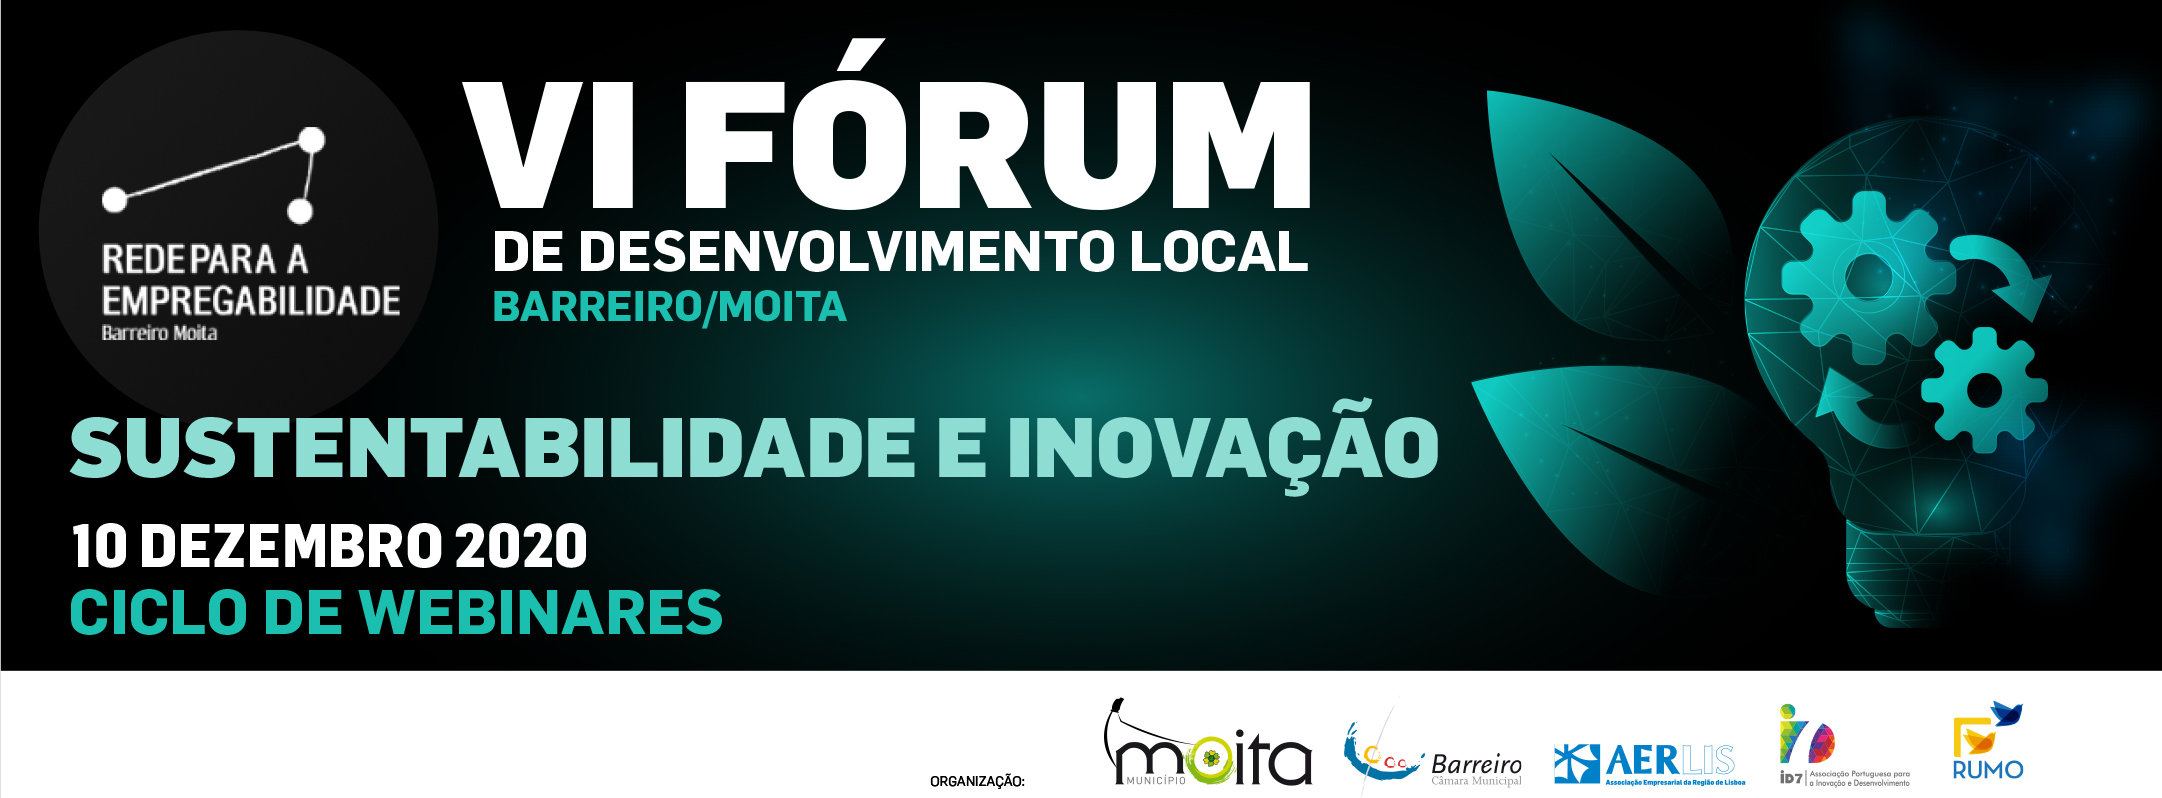 REDE PARA A
EMPREGABILIDADE
Barreiro Moita
VI FÓRUM
DE DESENVOLVIMENTO LOCAL
BARREIRO/MOITA
SUSTENTABILIDADE E INOVAÇÃO
10 DEZEMBRO 2020
CICLO DE WEBINARES
ORGANIZAÇÃO:
moita
MUNICÍPIO
Barreiro
Câmara Municipal
AERLIS
Associação Empresarial da Região de Lisboa
iD7
Associação Portuguesa para
a Inovação e Desenvolvimento
RUMO